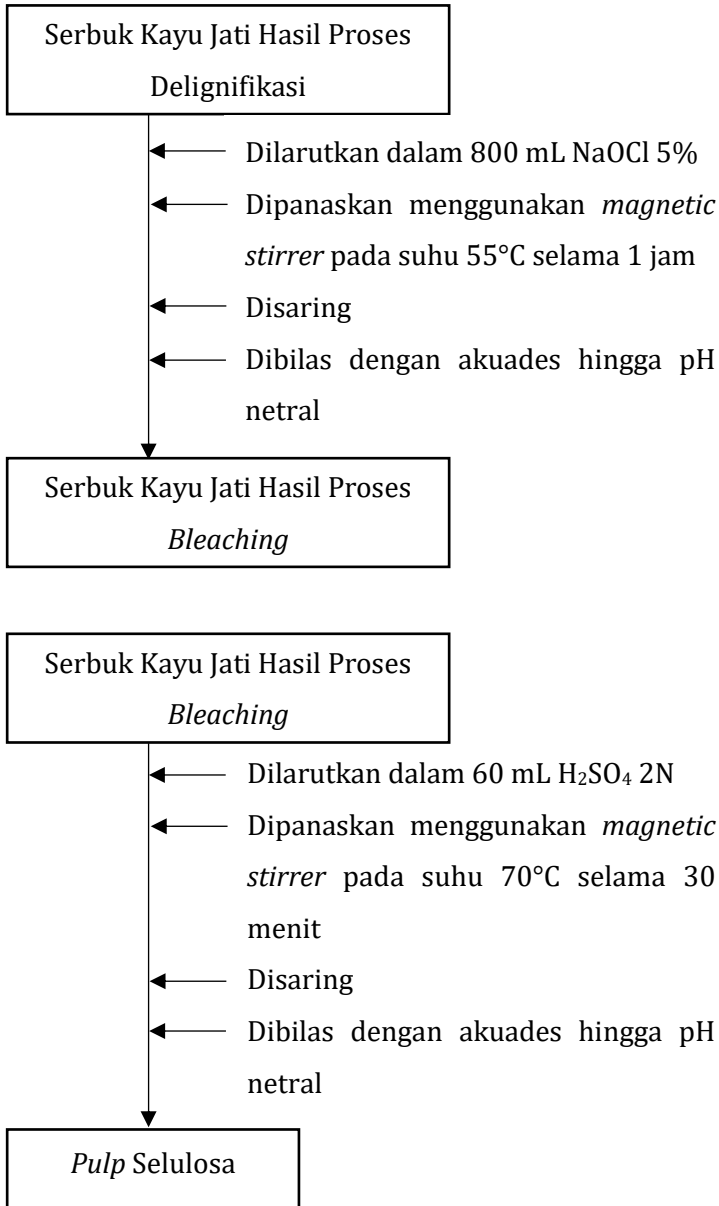 Serbuk Kayu Jati Hasil Proses
Delignifikasi
Dilarutkan dalam 800 mL NaOCl 5%
Dipanaskan menggunakan magnetic
stirrer pada suhu 55°C selama 1 jam
Disaring
Dibilas dengan akuades hingga pH
netral
Serbuk Kayu Jati Hasil Proses
Bleaching
Serbuk Kayu Jati Hasil Proses
Bleaching
Dilarutkan dalam 60 mL H₂SO₄ 2N
Dipanaskan menggunakan magnetic
stirrer pada suhu 70°C selama 30
menit
Disaring
Dibilas dengan akuades hingga pH
netral
Pulp Selulosa